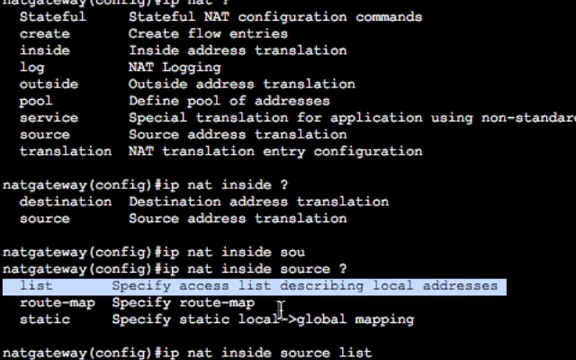 natgateway(config)#ip nat ?
Stateful Stateful NAT configuration commands
create Create flow entries
inside Inside address translation
log NAT Logging
outside Outside address translation
pool Define pool of addresses
service Special translation for application using non-standard
source Source address translation
translation NAT translation entry configuration
natgateway(config)#ip nat inside ?
destination Destination address translation
source Source address translation
natgateway(config)#ip nat inside sou
natgateway(config)#ip nat inside source ?
list Specify access list describing local addresses
route-map Specify route-map
static Specify static local->global mapping
natgateway(config)#ip nat inside source list